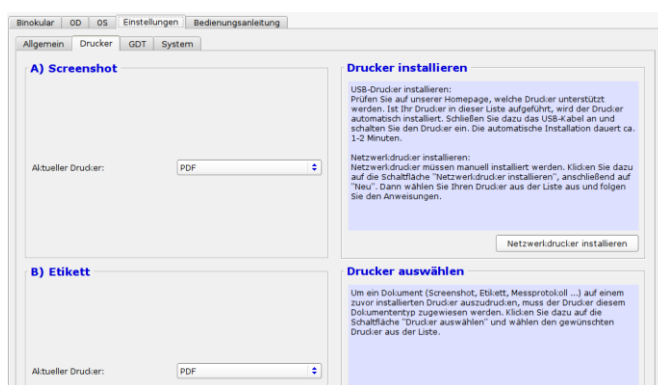 Binokular OD OS Einstellungen Bedienungsanleitung
Allgemein Drucker GDT System
A) Screenshot
Aktueller Drucker: PDF
Drucker installieren
USB-Drucker installieren:
Prüfen Sie auf unserer Homepage, welche Drucker unterstützt
werden. Ist Ihr Drucker in dieser Liste aufgeführt, wird der Drucker
automatisch installiert. Schließen Sie dazu das USB-Kabel an und
schalten Sie den Drucker ein. Die automatische Installation dauert ca.
1-2 Minuten.
Netzwerkdrucker installieren:
Netzwerkdrucker müssen manuell installiert werden. Klicken Sie dazu
auf die Schaltfläche "Netzwerkdrucker installieren", anschließend auf
"Neu". Dann wählen Sie Ihren Drucker aus der Liste aus und folgen
Sie den Anweisungen.
Netzwerkdrucker installieren
B) Etikett
Aktueller Drucker: PDF
Drucker auswählen
Um ein Dokument (Screenshot, Etikett, Messprotokoll ...) auf einem
zuvor installierten Drucker auszudrucken, muss der Drucker diesem
Dokumententyp zugewiesen werden. Klicken Sie dazu auf die
Schaltfläche "Drucker auswählen" und wählen den gewünschten
Drucker aus der Liste.